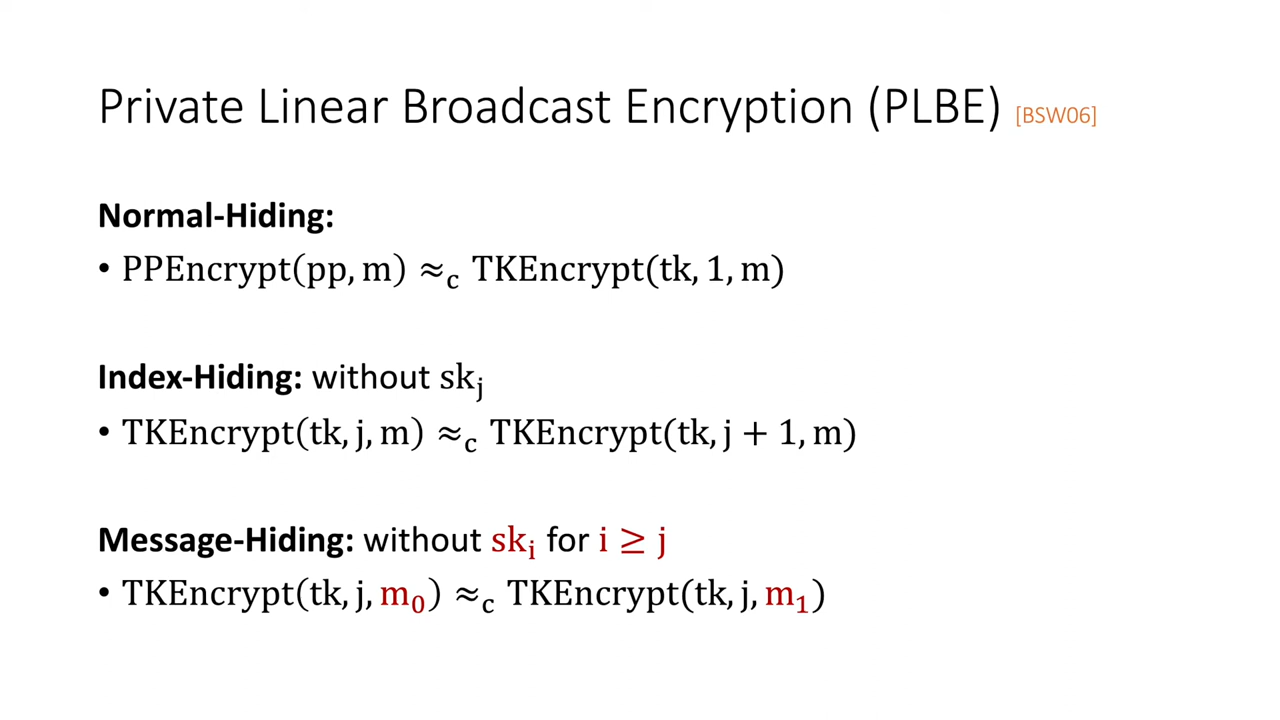 Private Linear Broadcast Encryption (PLBE) [BSW06]
Normal-Hiding:
• PPEncrypt(pp, m) ≈c TKEncrypt(tk, 1, m)
Index-Hiding: without skj
• TKEncrypt(tk, j, m) ≈c TKEncrypt(tk, j + 1, m)
Message-Hiding: without ski for i ≥ j
• TKEncrypt(tk, j, m0) ≈c TKEncrypt(tk, j, m1)